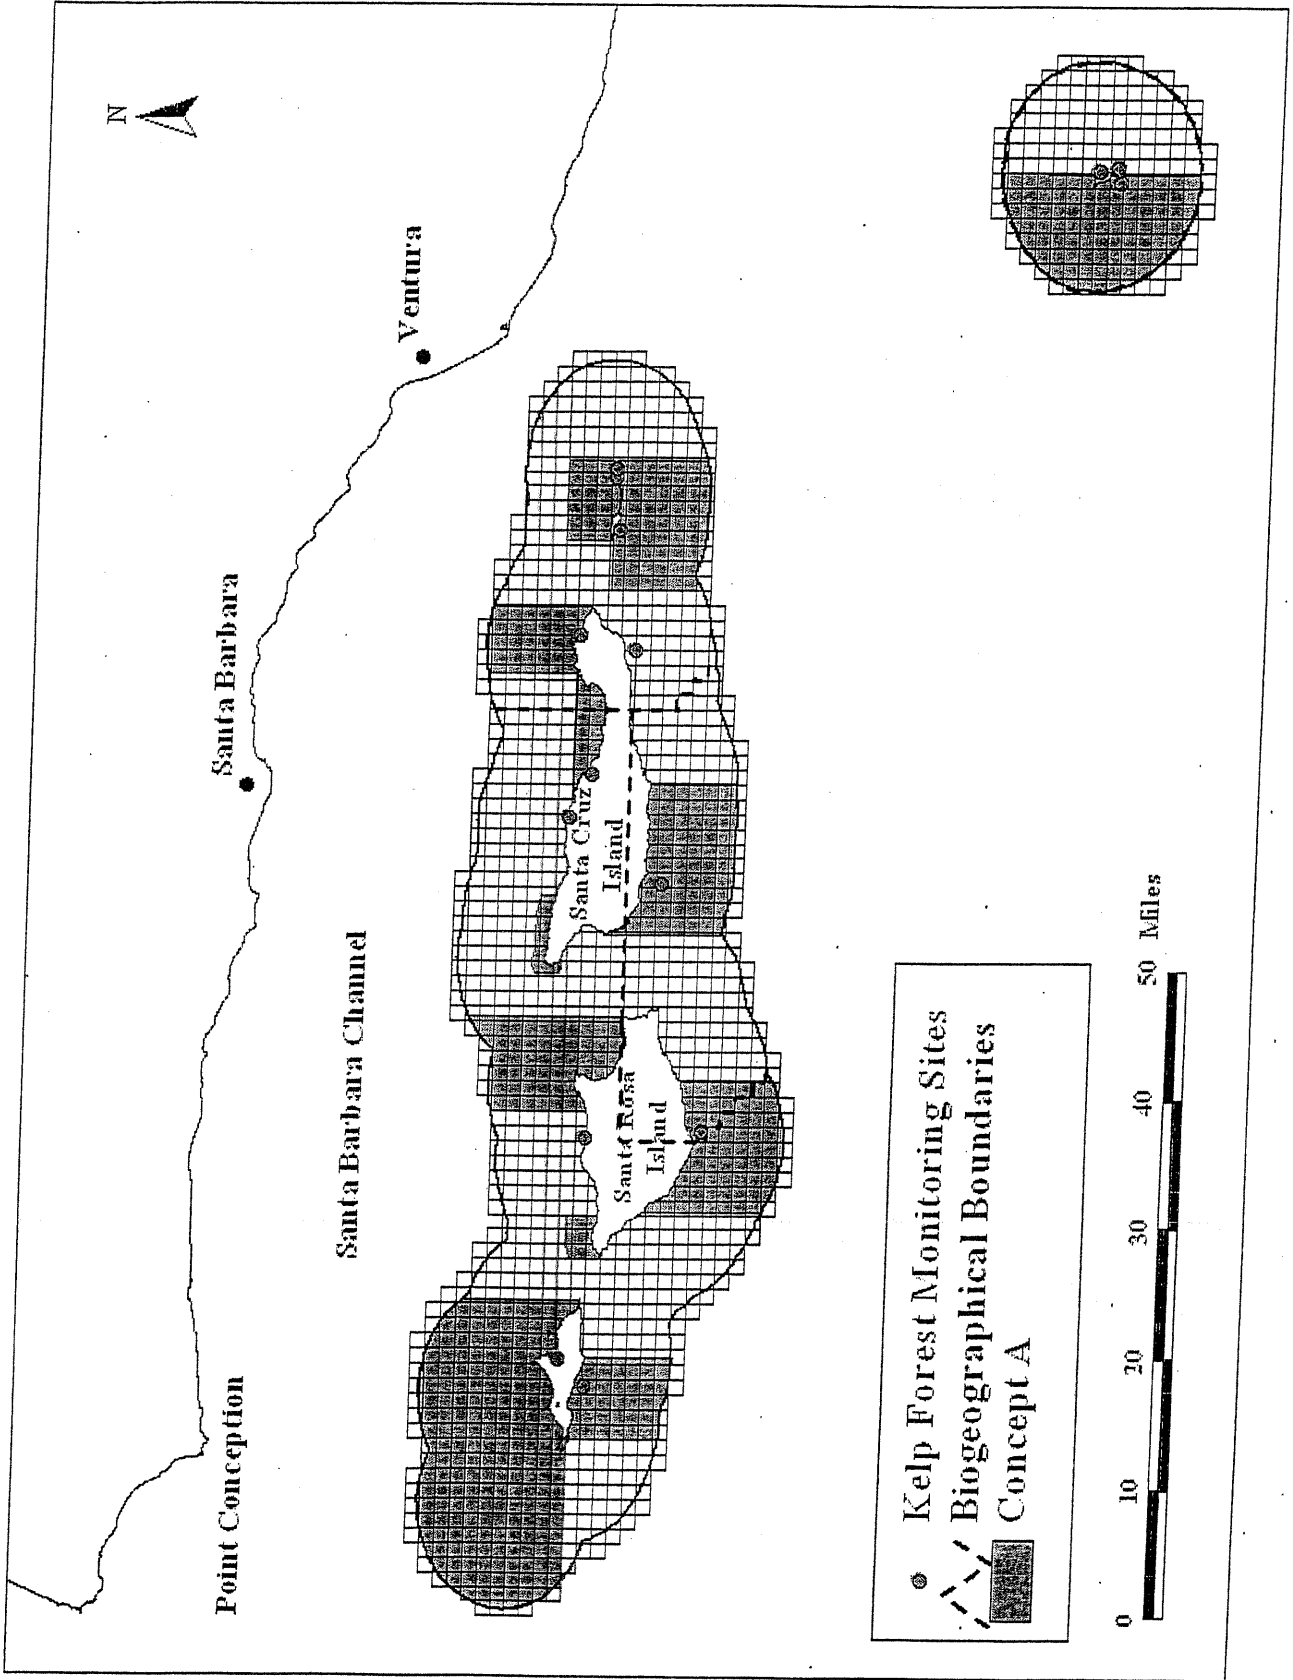 N
Santa Barbara
Ventura
Point Conception
Santa Barbara Channel
Santa Cruz
Island
Santa Rosa
Island
Kelp Forest Monitoring Sites
Biogeographical Boundaries
Concept A
0 10 20 30 40 50 Miles